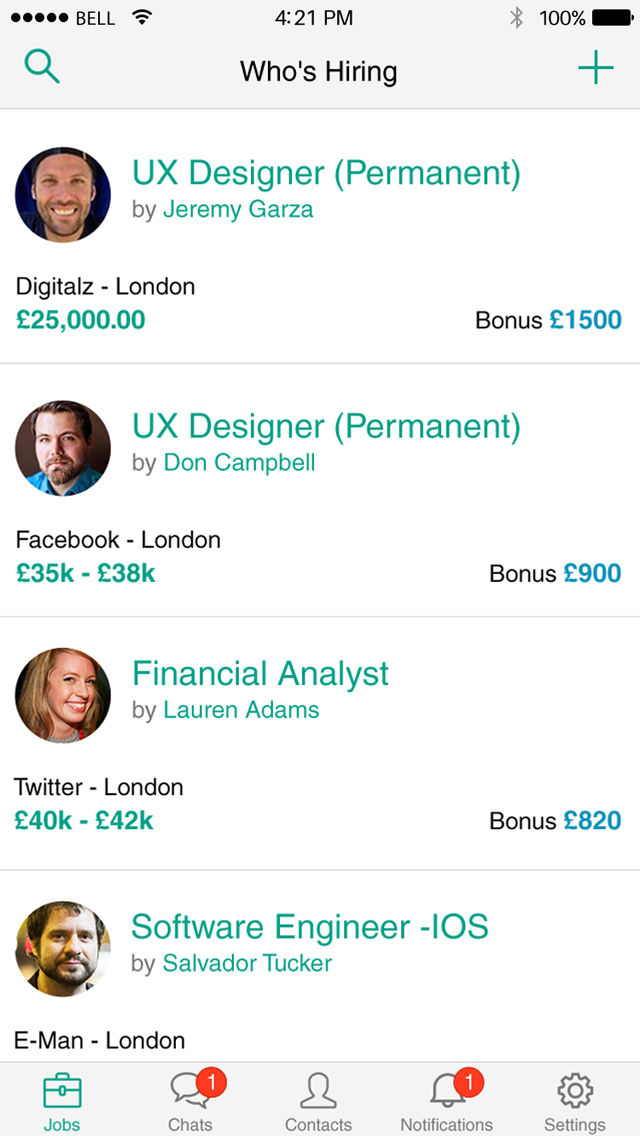 BELL 4:21 PM 100%
Who's Hiring
UX Designer (Permanent)
by Jeremy Garza
Digitalz - London
£25,000.00 Bonus £1500
UX Designer (Permanent)
by Don Campbell
Facebook - London
£35k - £38k Bonus £900
Financial Analyst
by Lauren Adams
Twitter - London
£40k - £42k Bonus £820
Software Engineer -IOS
by Salvador Tucker
E-Man - London
1 1
Jobs Chats Contacts Notifications Settings